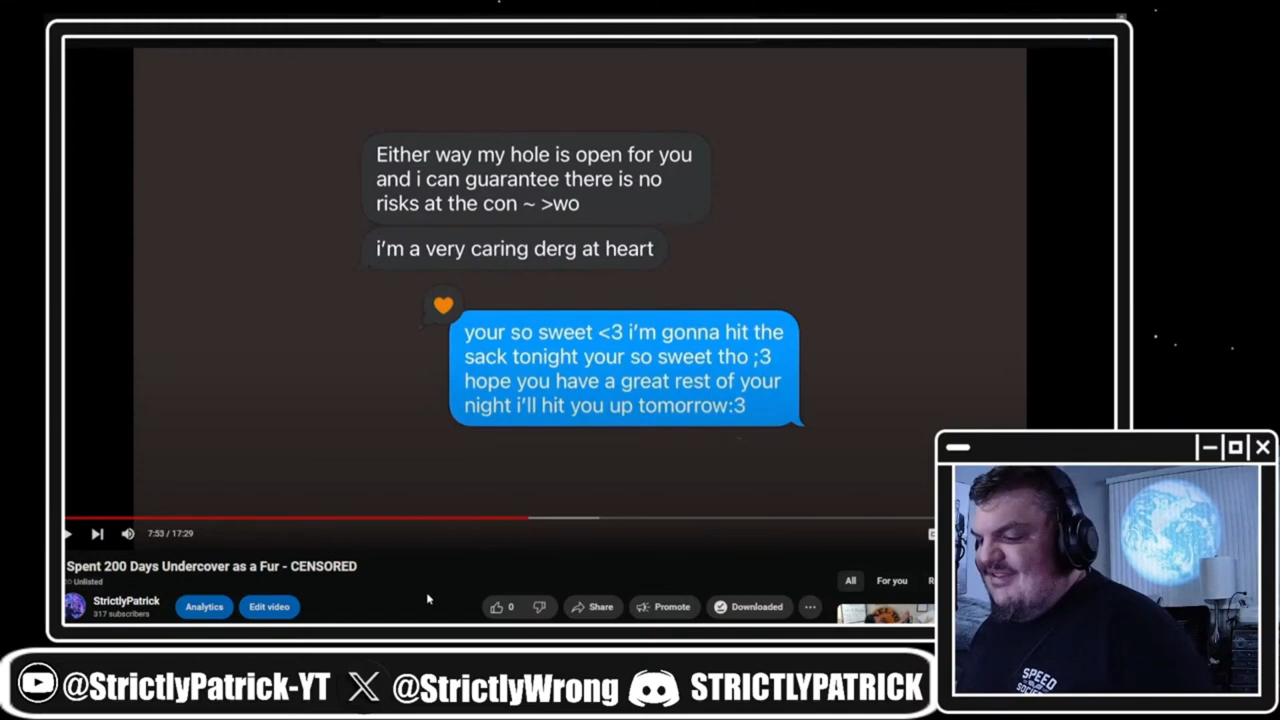 Either way my hole is open for you
and i can guarantee there is no
risks at the con ~ >wo
i'm a very caring derg at heart
your so sweet <3 i'm gonna hit the
sack tonight your so sweet tho ;3
hope you have a great rest of your
night i'll hit you up tomorrow:3
7:53 / 17:29
Spent 200 Days Undercover as a Fur - CENSORED
Unlisted
All
For you
R
StrictlyPatrick
317 subscribers
Analytics
Edit video
0
Share
Promote
Downloaded
SPEED
@StrictlyPatrick-YT
@StrictlyWrong
STRICTLYPATRICK